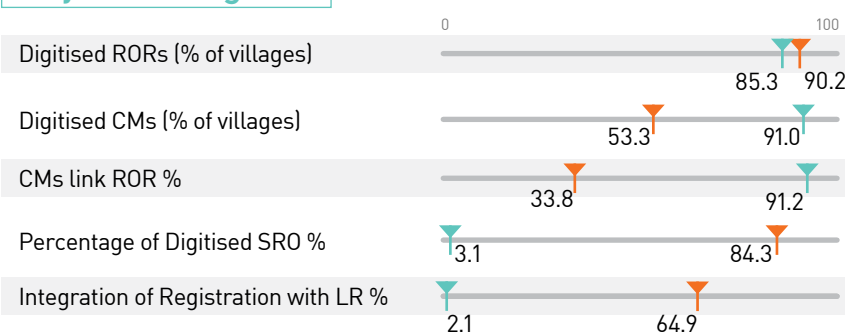 0 100
Digitised RORs (% of villages)
85.3 90.2
Digitised CMs (% of villages)
53.3 91.0
CMs link ROR %
33.8 91.2
Percentage of Digitised SRO %
3.1 84.3
Integration of Registration with LR %
2.1 64.9